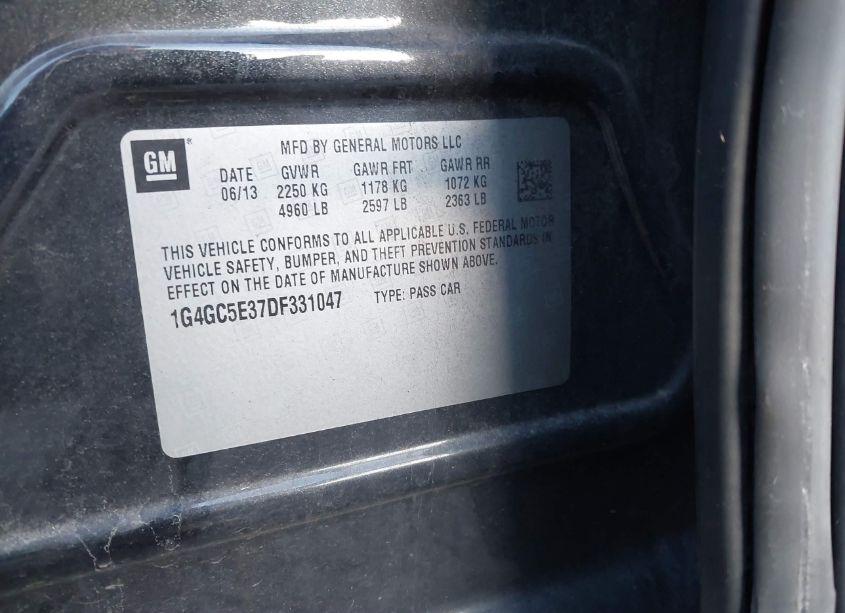 GM
MFD BY GENERAL MOTORS LLC
DATE GVWR GAWR FRT GAWR RR
06/13 2250 KG 1178 KG 1072 KG
4960 LB 2597 LB 2363 LB
THIS VEHICLE CONFORMS TO ALL APPLICABLE U.S. FEDERAL MOTOR
VEHICLE SAFETY, BUMPER, AND THEFT PREVENTION STANDARDS IN
EFFECT ON THE DATE OF MANUFACTURE SHOWN ABOVE.
1G4GC5E37DF331047 TYPE: PASS CAR